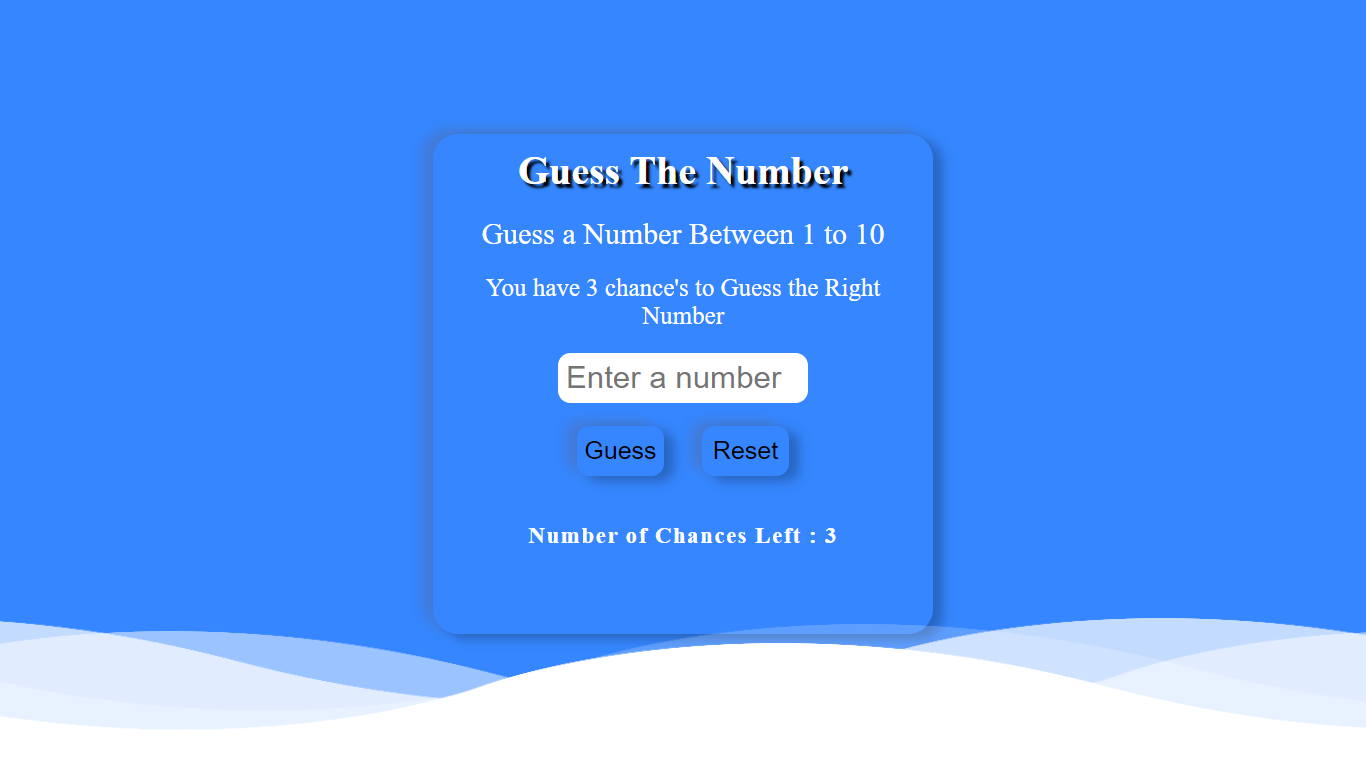 Guess The Number
Guess a Number Between 1 to 10
You have 3 chance's to Guess the Right
Number
Enter a number
Guess Reset
Number of Chances Left : 3